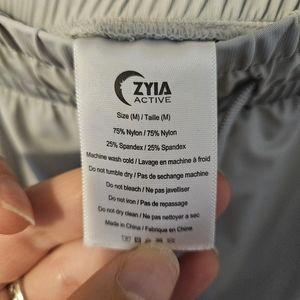 ZYIA
ACTIVE
Size (M) / Taille (M)
75% Nylon / 75% Nylon
25% Spandex / 25% Spandex
Machine wash cold / Lavage en machine à froid
Do not tumble dry / Pas de sechange machine
Do not bleach / Ne pas javelliser
Do not iron / Pas de repassage
Do not dry clean / Ne pas nettoyer a sec
Made in China / Fabrique en Chine